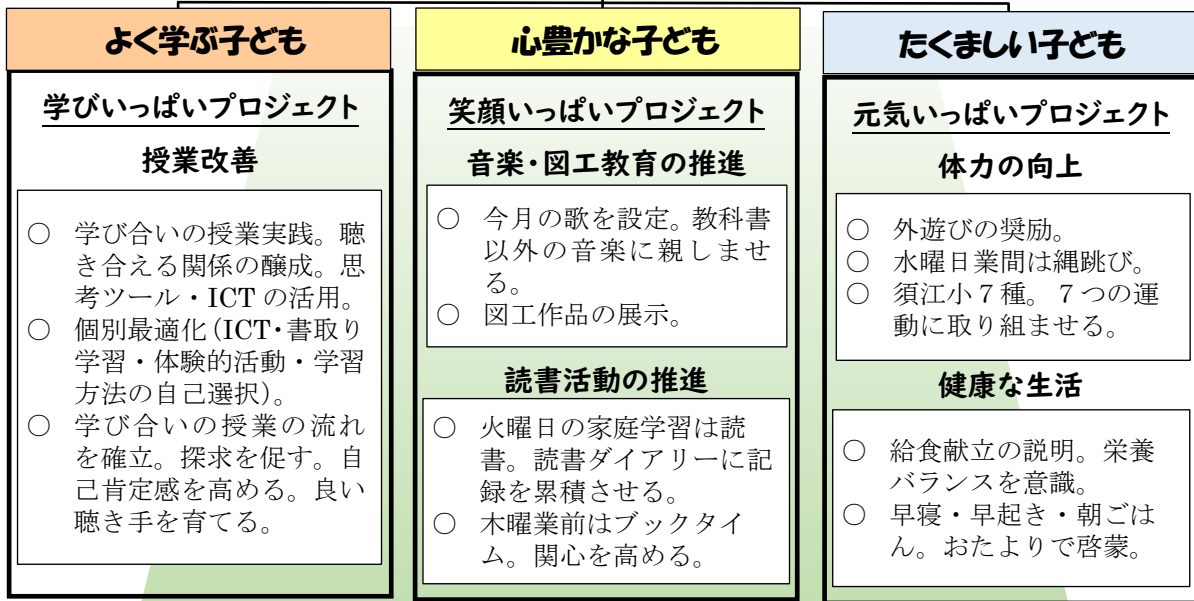 よく学ぶ子ども
学びいっぱいプロジェクト
授業改善
○ 学び合いの授業実践。聴
き合える関係の醸成。思
考ツール・ICT の活用。
○ 個別最適化(ICT・書取り
学習・体験的活動・学習
方法の自己選択)。
○ 学び合いの授業の流れ
を確立。探求を促す。自
己肯定感を高める。良い
聴き手を育てる。
心豊かな子ども
笑顔いっぱいプロジェクト
音楽・図工教育の推進
○ 今月の歌を設定。教科書
以外の音楽に親しませ
る。
○ 図工作品の展示。
読書活動の推進
○ 火曜日の家庭学習は読
書。読書ダイアリーに記
録を累積させる。
○ 木曜業前はブックタイ
ム。関心を高める。
たくましい子ども
元気いっぱいプロジェクト
体力の向上
○ 外遊びの奨励。
○ 水曜日業間は縄跳び。
○ 須江小7種。7つの運
動に取り組ませる。
健康な生活
○ 給食献立の説明。栄養
バランスを意識。
○ 早寝・早起き・朝ごは
ん。おたよりで啓蒙。